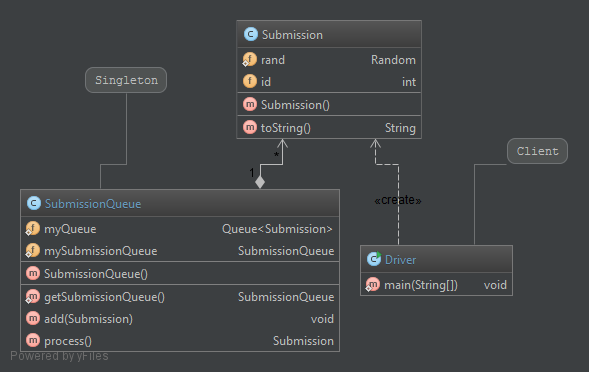 Submission
rand Random
id int
Submission()
toString() String
Singleton
Client
1
*
«create»
SubmissionQueue
myQueue Queue<Submission>
mySubmissionQueue SubmissionQueue
SubmissionQueue()
getSubmissionQueue() SubmissionQueue
add(Submission) void
process() Submission
Driver
main(String[]) void
Powered by yFiles